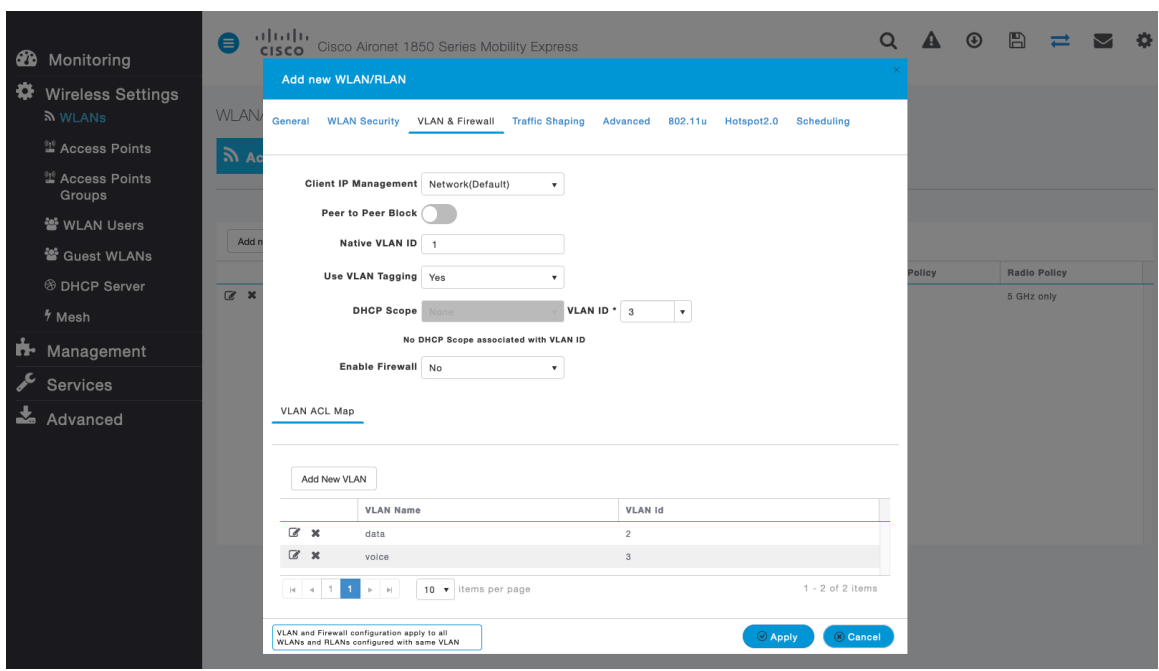 CISCO Cisco Aironet 1850 Series Mobility Express
Monitoring
Wireless Settings
WLANs
Access Points
Access Points
Groups
WLAN Users
Guest WLANs
DHCP Server
Mesh
Management
Services
Advanced
WLAN/
Ac
Add n
Policy
Radio Policy
5 GHz only
Add new WLAN/RLAN
General WLAN Security VLAN & Firewall Traffic Shaping Advanced 802.11u Hotspot2.0 Scheduling
Client IP Management Network(Default)
Peer to Peer Block
Native VLAN ID 1
Use VLAN Tagging Yes
DHCP Scope None VLAN ID * 3
No DHCP Scope associated with VLAN ID
Enable Firewall No
VLAN ACL Map
Add New VLAN
VLAN Name VLAN Id
data 2
voice 3
1 1 10 items per page 1 - 2 of 2 items
VLAN and Firewall configuration apply to all
WLANs and RLANs configured with same VLAN
Apply Cancel